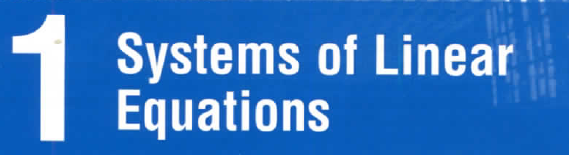 1 Systems of Linear
Equations